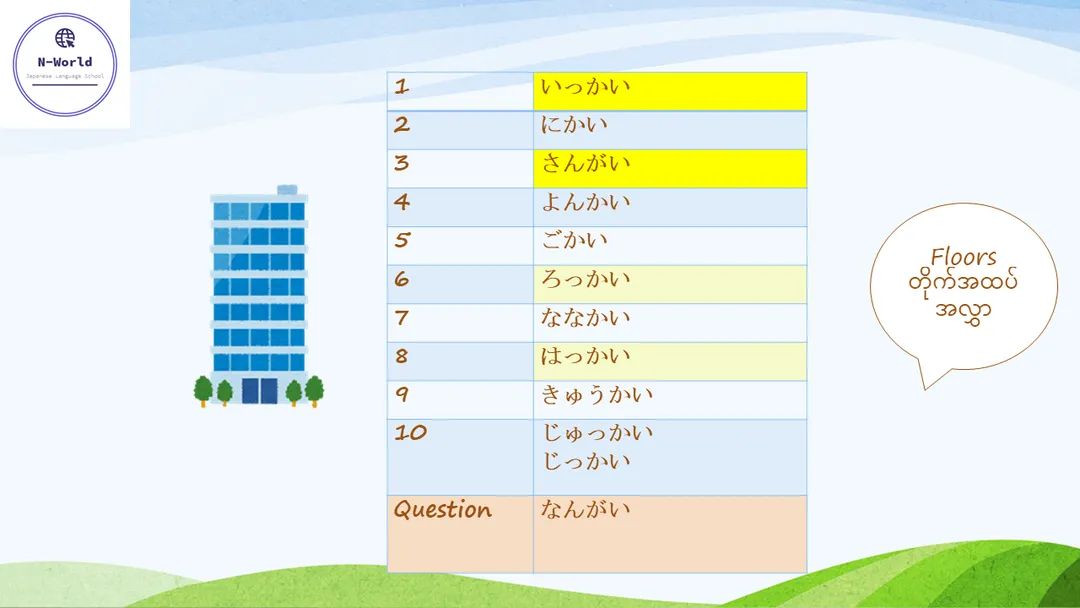 N-World
Japanese Language School
1 いっかい
2 にかい
3 さんがい
4 よんかい
5 ごかい
6 ろっかい
7 ななかい
8 はっかい
9 きゅうかい
10 じゅっかい
じっかい
Question なんがい
Floors
တိုက်အထပ်
အလွှာ